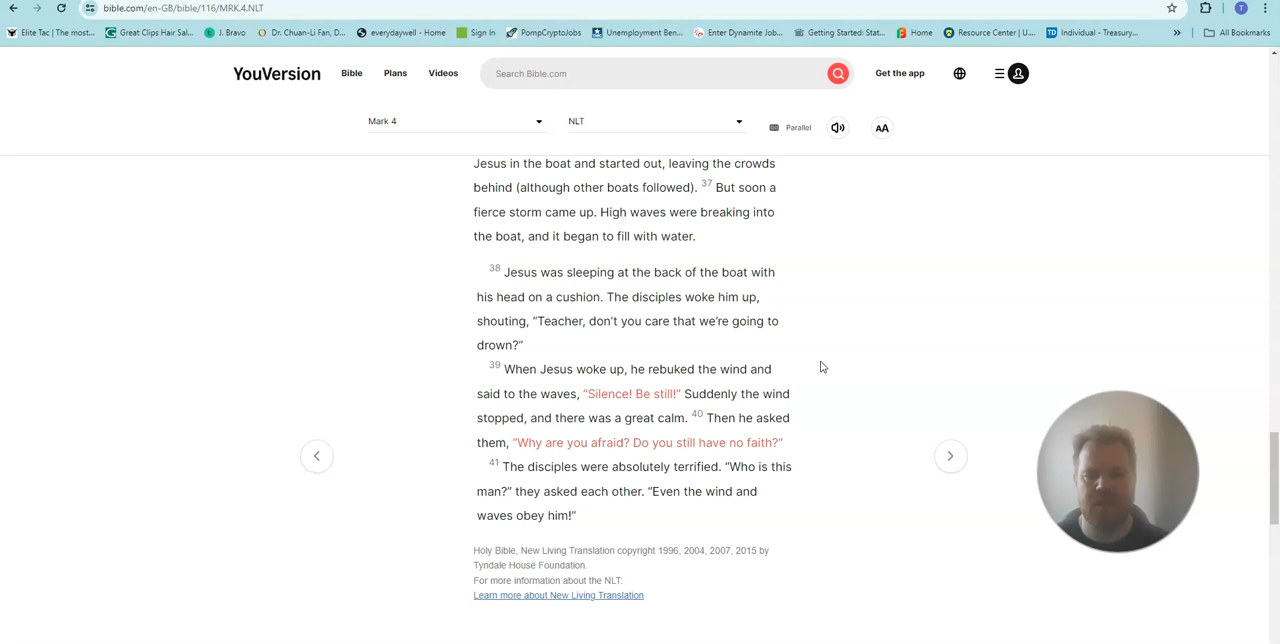 bible.com/en-GB/bible/116/MRK.4.NLT
T
Elite Tac | The most... Great Clips Hair Sal... J. Bravo Dr. Chuan-Li Fan, D... everydaywell - Home Sign In PompCryptoJobs Unemployment Ben... Enter Dynamite Job... Getting Started: Stat... Home Resource Center | U.... TD Individual - Treasury... » All Bookmarks
YouVersion Bible Plans Videos Search Bible.com Get the app
Mark 4 NLT Parallel AA
Jesus in the boat and started out, leaving the crowds
behind (although other boats followed). 37 But soon a
fierce storm came up. High waves were breaking into
the boat, and it began to fill with water.
38 Jesus was sleeping at the back of the boat with
his head on a cushion. The disciples woke him up,
shouting, “Teacher, don’t you care that we’re going to
drown?”
39 When Jesus woke up, he rebuked the wind and
said to the waves, “Silence! Be still!” Suddenly the wind
stopped, and there was a great calm. 40 Then he asked
them, “Why are you afraid? Do you still have no faith?”
41 The disciples were absolutely terrified. “Who is this
man?” they asked each other. “Even the wind and
waves obey him!”
Holy Bible, New Living Translation copyright 1996, 2004, 2007, 2015 by
Tyndale House Foundation.
For more information about the NLT.
Learn more about New Living Translation